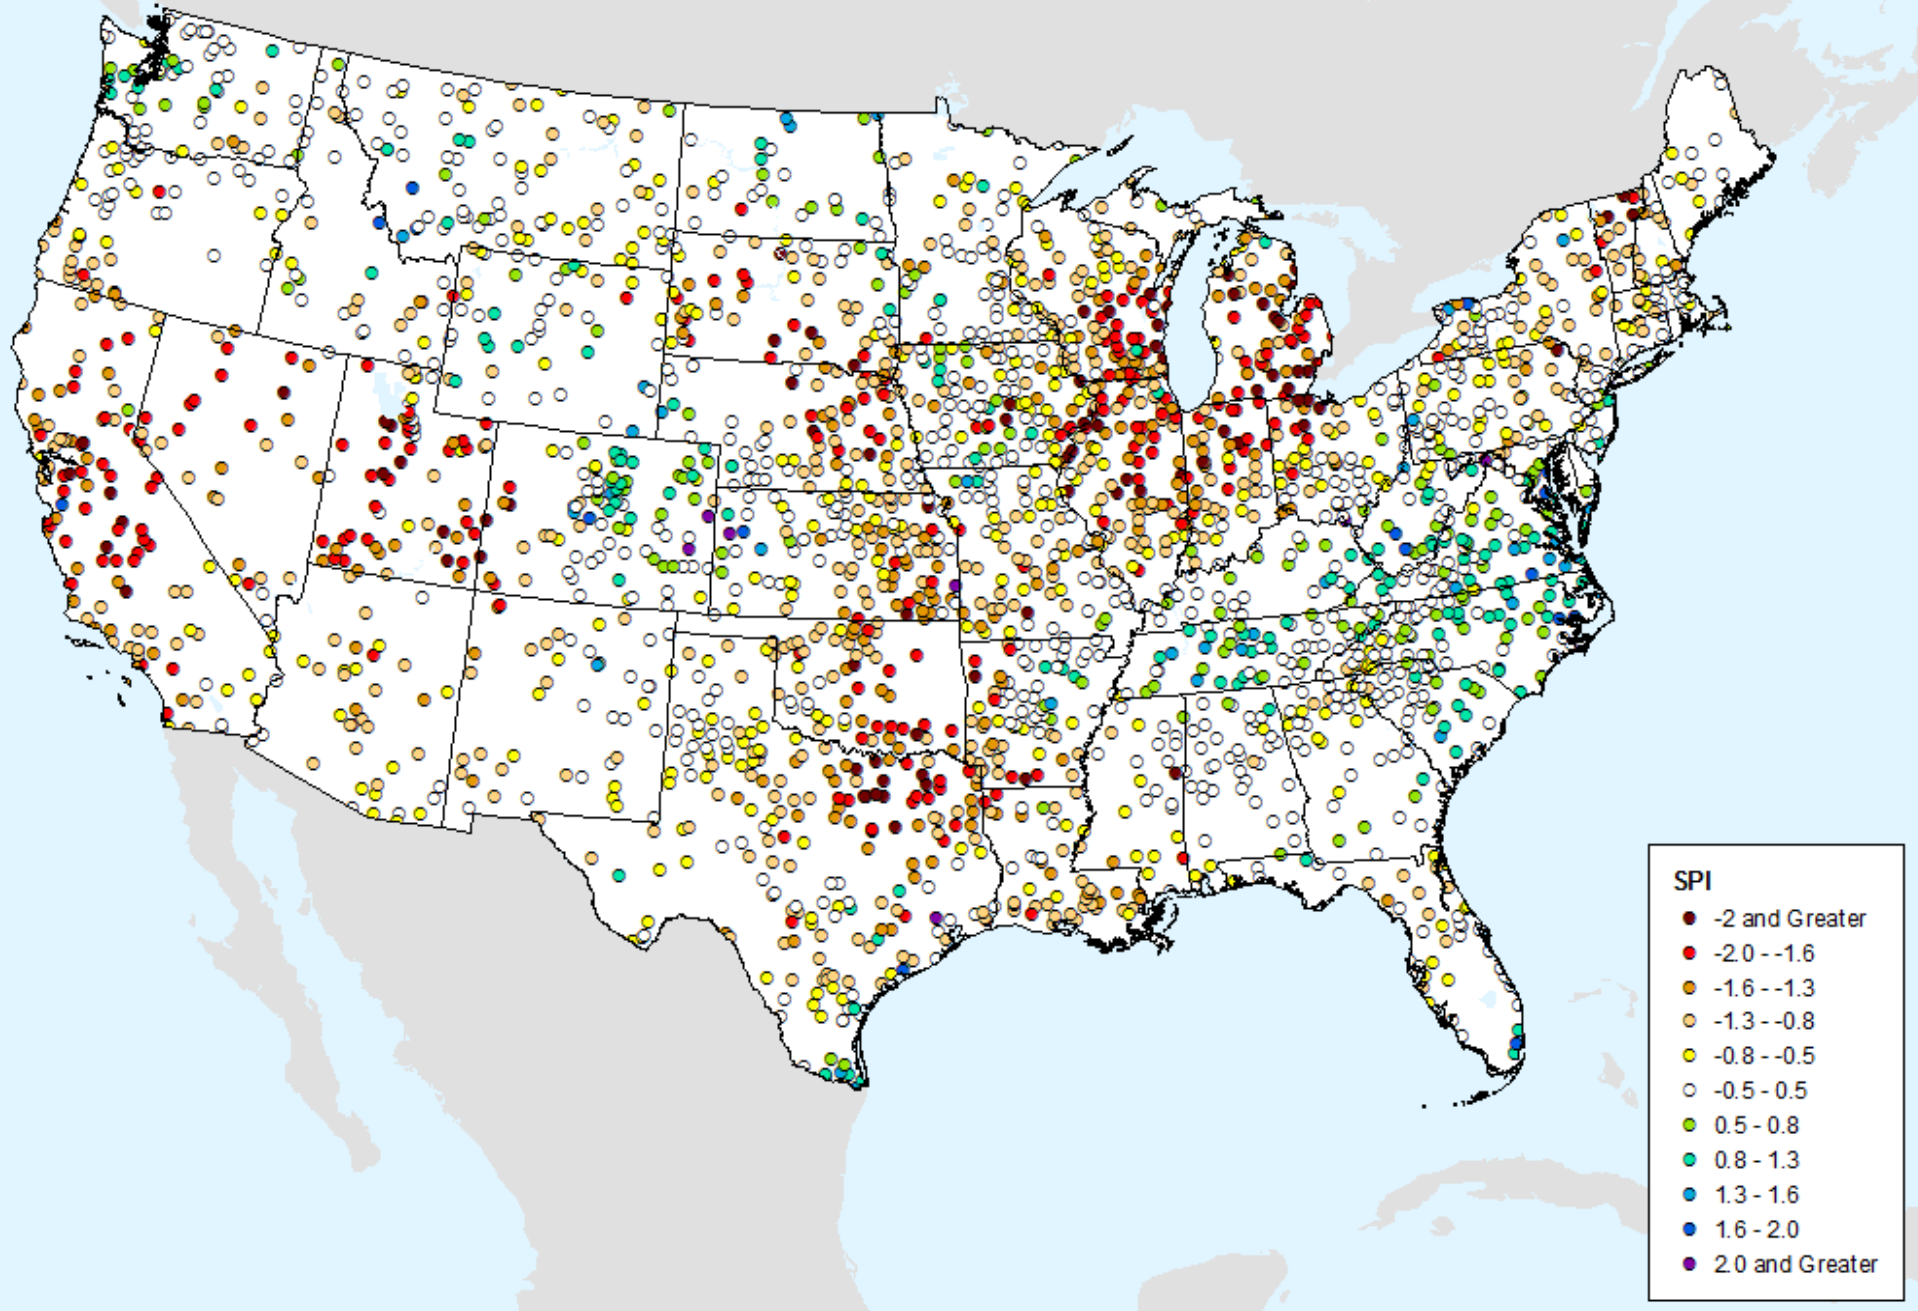 SPI
-2 and Greater
-2.0 - -1.6
-1.6 - -1.3
-1.3 - -0.8
-0.8 - -0.5
-0.5 - 0.5
0.5 - 0.8
0.8 - 1.3
1.3 - 1.6
1.6 - 2.0
2.0 and Greater